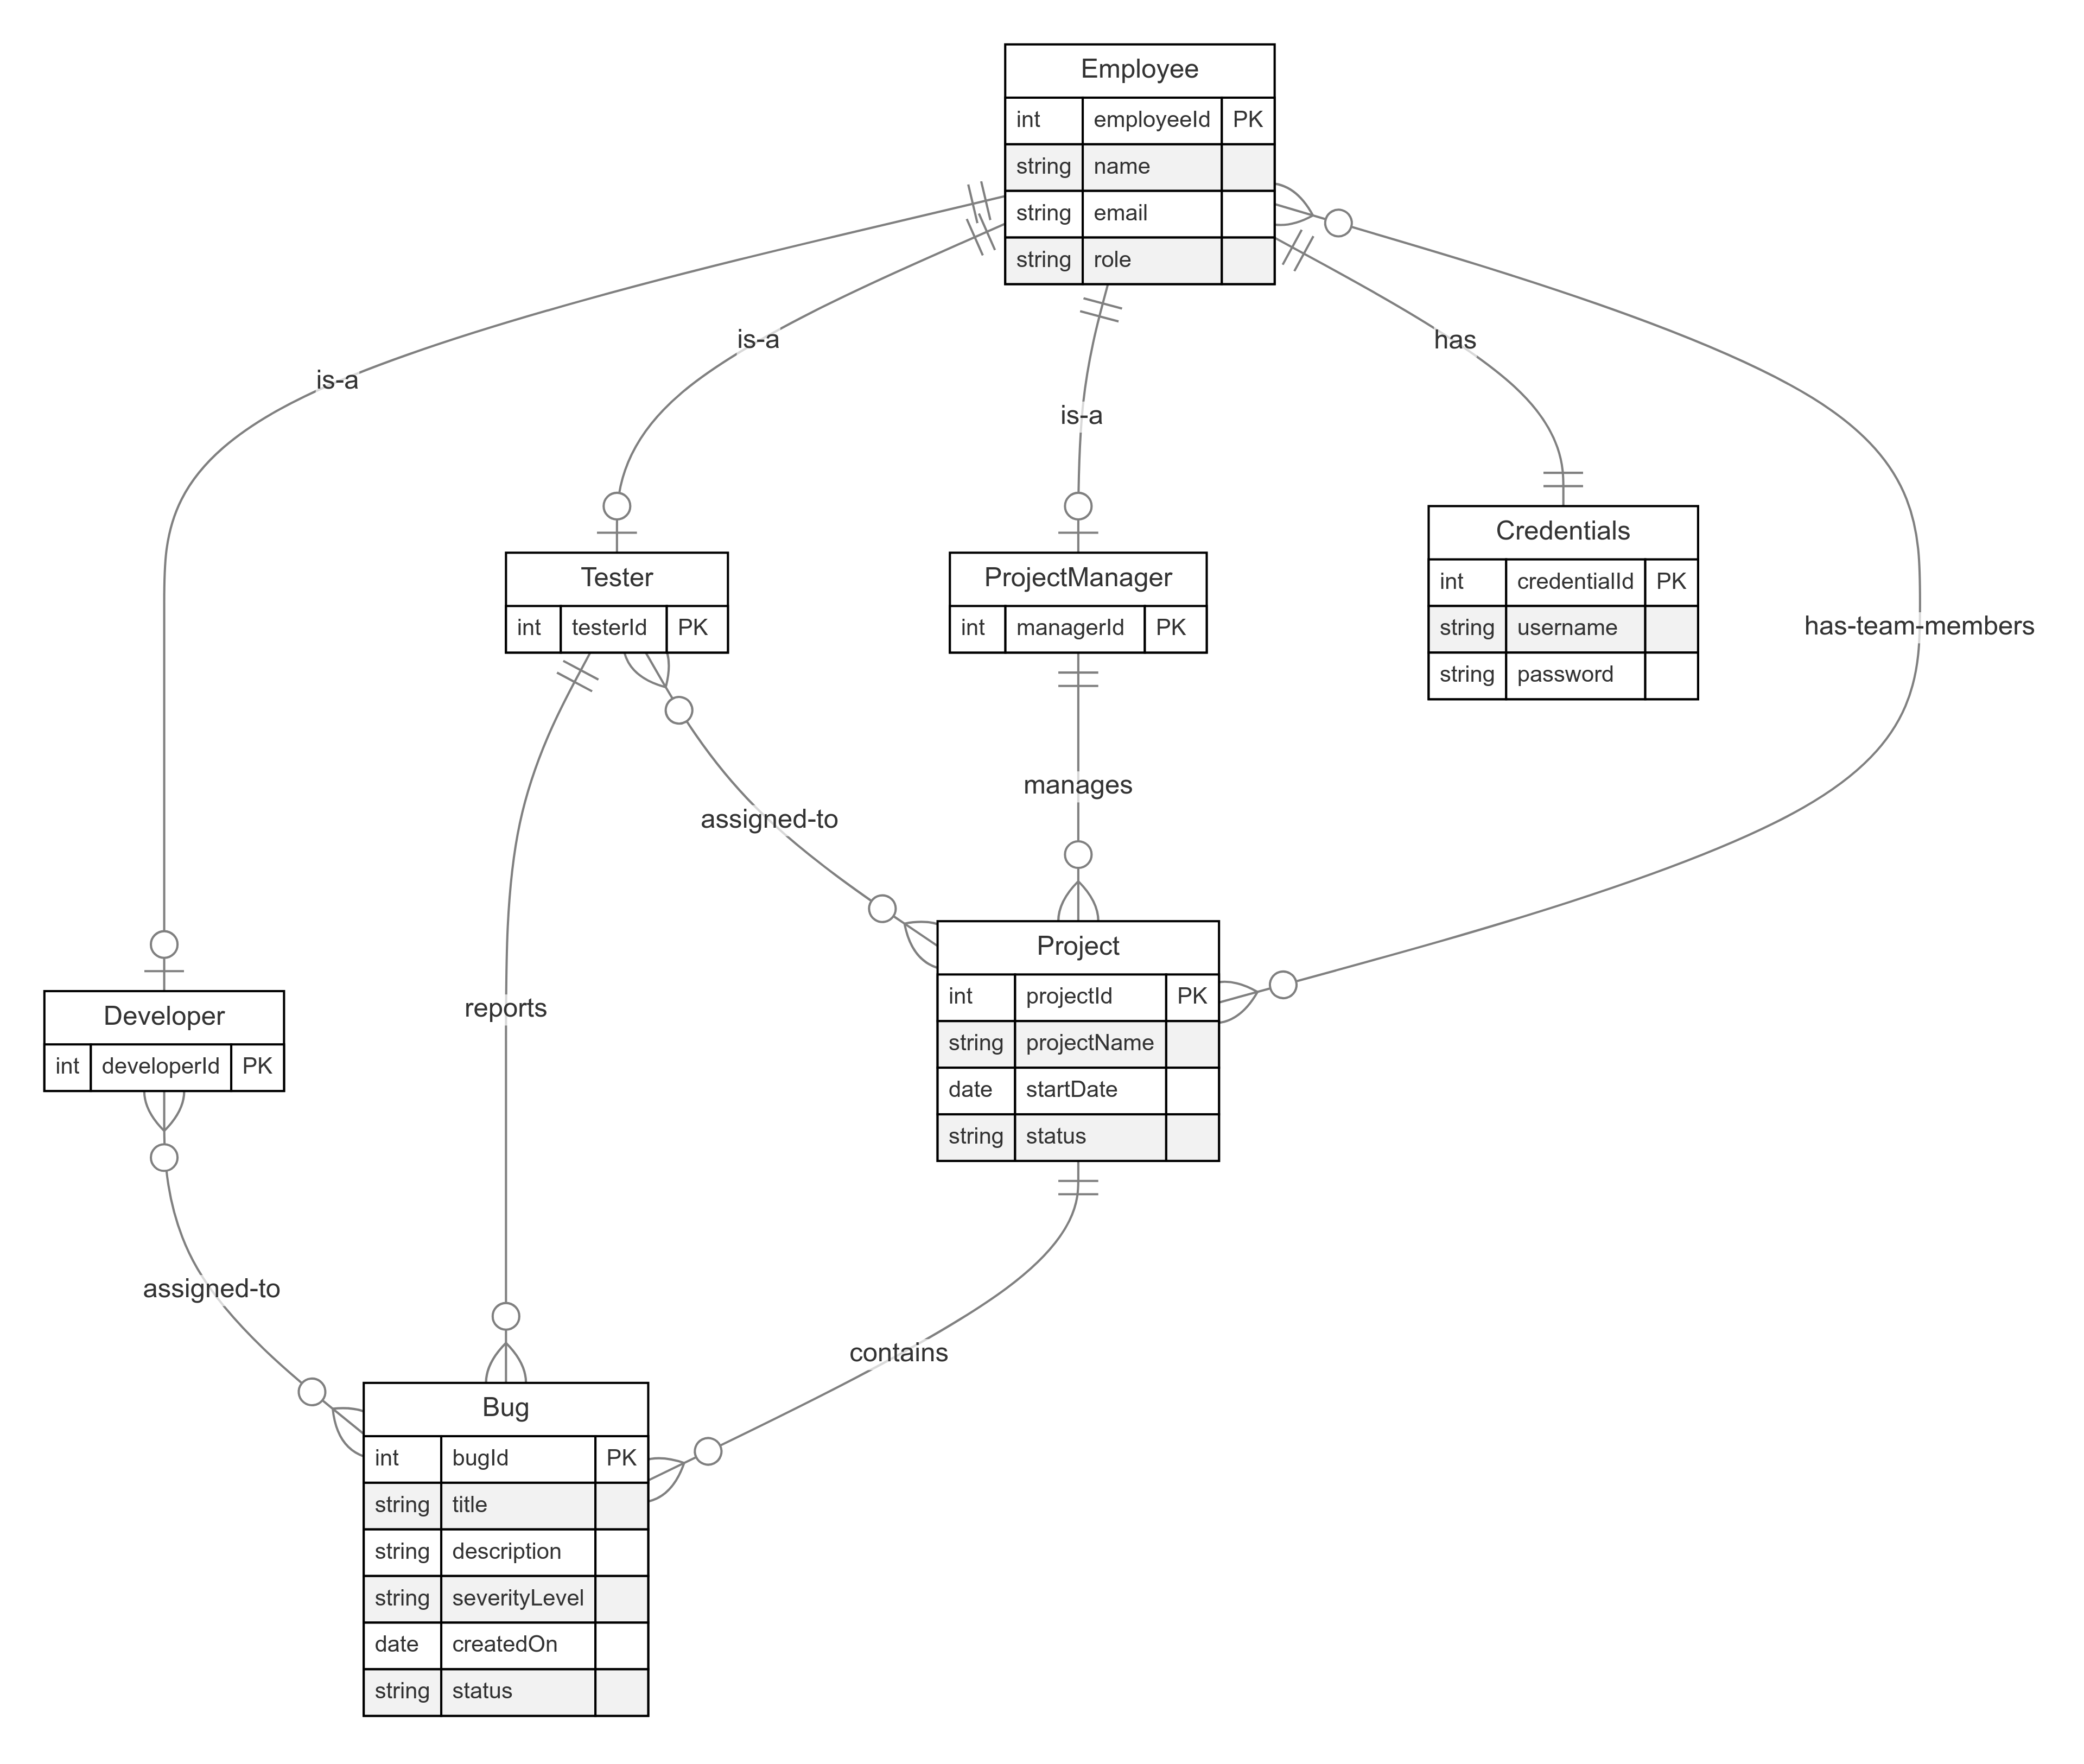 Employee
int employeeId PK
string name
string email
string role
is-a
has
is-a
is-a
Credentials
int credentialId PK
string username
string password
Tester
int testerId PK
ProjectManager
int managerId PK
has-team-members
manages
assigned-to
Project
int projectId PK
string projectName
date startDate
string status
reports
Developer
int developerId PK
assigned-to
contains
Bug
int bugId PK
string title
string description
string severityLevel
date createdOn
string status